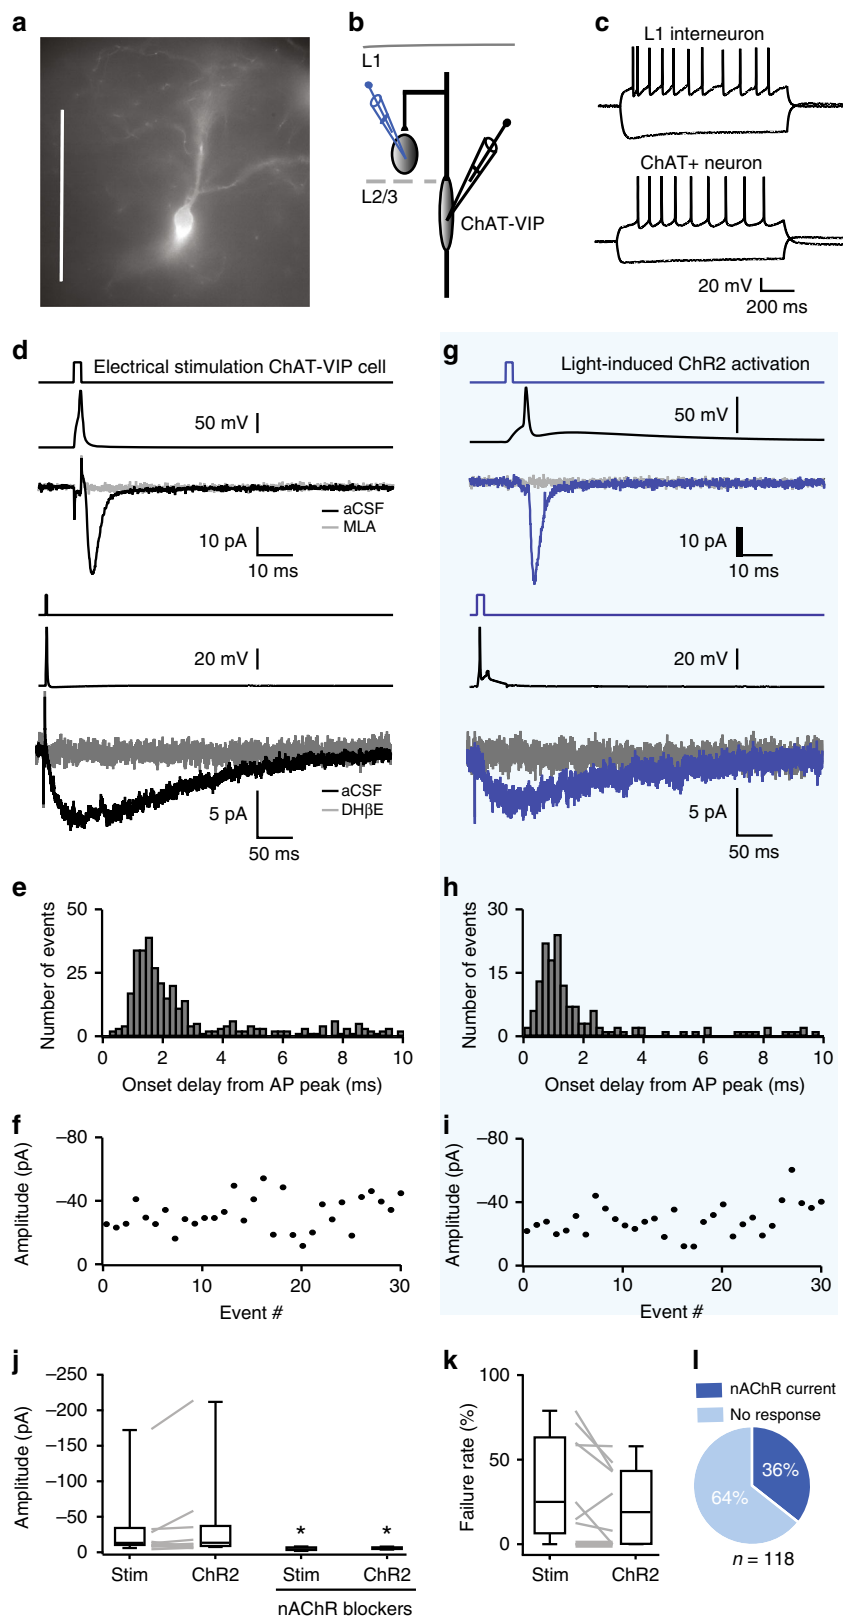 a
b
L1
L2/3
ChAT-VIP
c
L1 interneuron
ChAT+ neuron
20 mV
200 ms
d
Electrical stimulation ChAT-VIP cell
50 mV
aCSF
MLA
10 pA
10 ms
20 mV
aCSF
DHβE
5 pA
50 ms
g
Light-induced ChR2 activation
50 mV
10 pA
10 ms
20 mV
5 pA
50 ms
e
Number of events
50
25
0
0 2 4 6 8 10
Onset delay from AP peak (ms)
h
Number of events
30
15
0
0 2 4 6 8 10
Onset delay from AP peak (ms)
f
Amplitude (pA)
–80
–40
0
0 10 20 30
Event #
i
Amplitude (pA)
–80
–40
0
0 10 20 30
Event #
j
Amplitude (pA)
–250
–200
–150
–100
–50
0
* *
Stim ChR2 Stim ChR2
nAChR blockers
k
Failure rate (%)
100
50
0
Stim ChR2
l
nAChR current
No response
36%
64%
n = 118